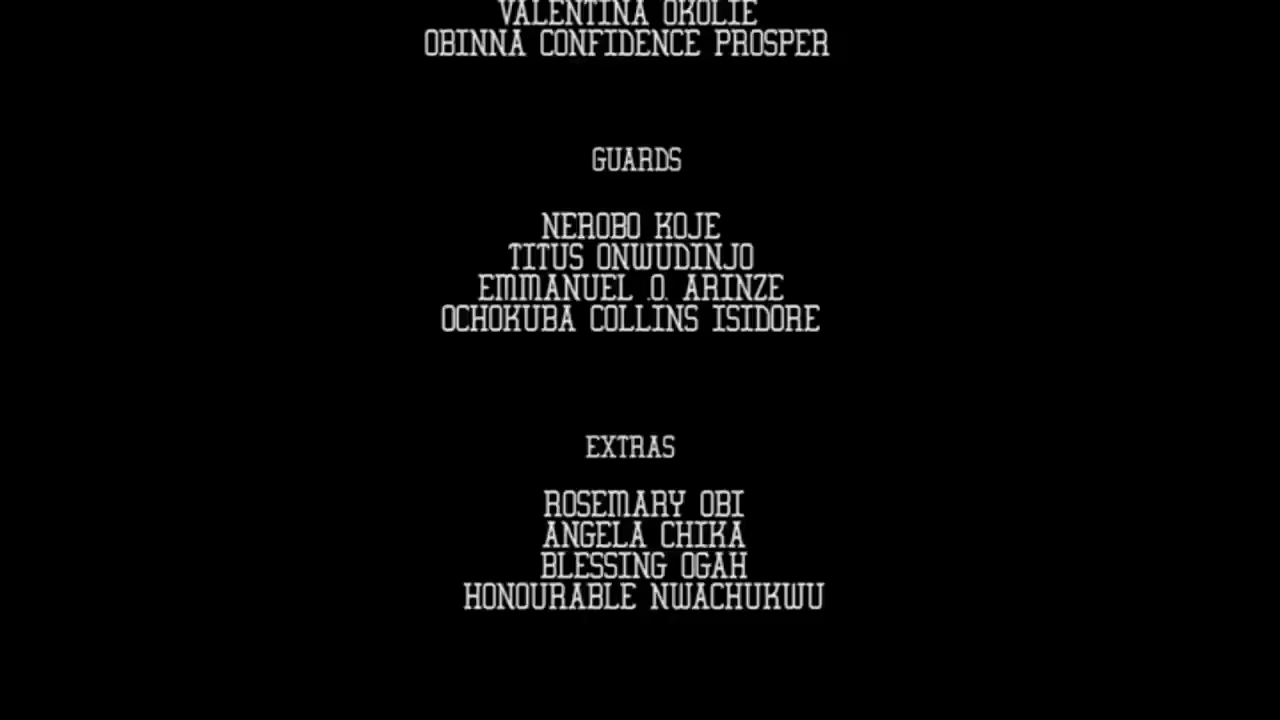 VALENTINA OKOLIE
OBINNA CONFIDENCE PROSPER
GUARDS
NEROBO KOJE
TITUS ONWUDINJO
EMMANUEL .O. ARINZE
OCHOKUBA COLLINS ISIDORE
EXTRAS
ROSEMARY OBI
ANGELA CHIKA
BLESSING OGAH
HONOURABLE NWACHUKWU